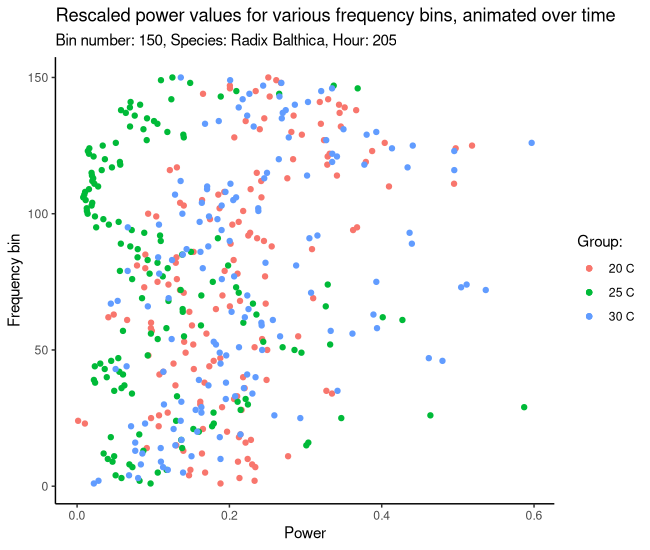 Rescaled power values for various frequency bins, animated over time
Bin number: 150, Species: Radix Balthica, Hour: 205
150
100
50
0
Frequency bin
0.0
0.2
0.4
0.6
Power
Group:
20 C
25 C
30 C